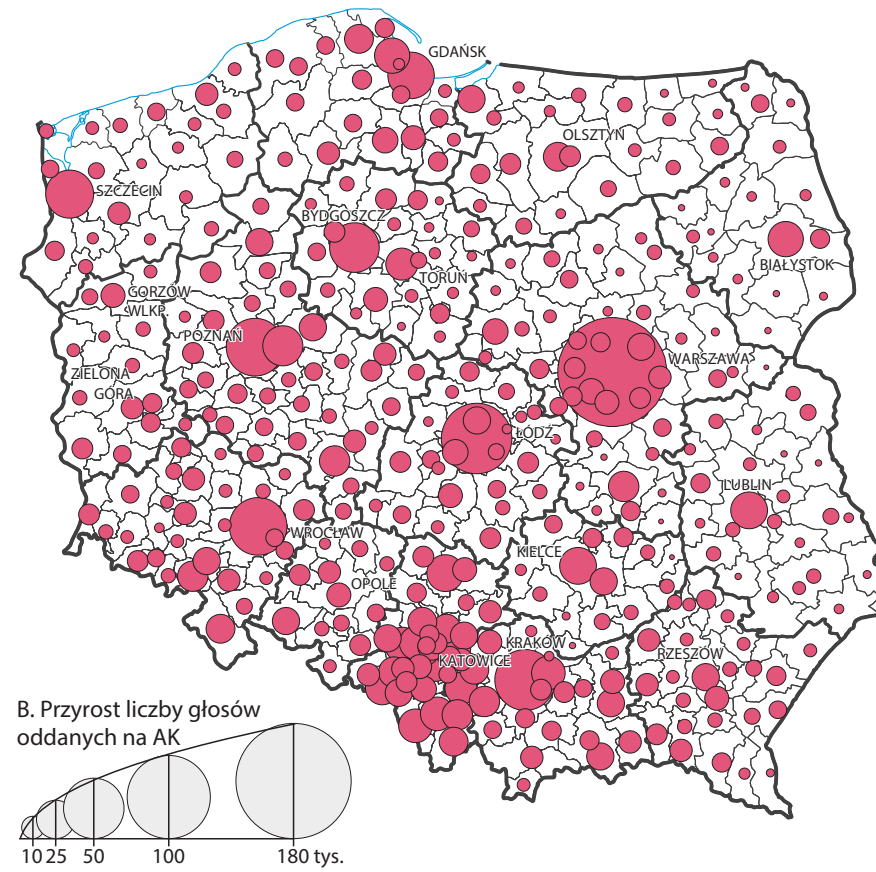 GDAŃSK
OLSZTYN
SZCZECIN
BYDGOSZCZ
TORUŃ
BIAŁYSTOK
GORZÓW
WLKP.
POZNAŃ
WARSZAWA
ZIELONA
GÓRA
ŁÓDŹ
LUBLIN
WROCŁAW
KIELCE
OPOLE
KRAKÓW
KATOWICE
RZESZÓW
B. Przyrost liczby głosów
oddanych na AK
10 25 50 100 180 tys.